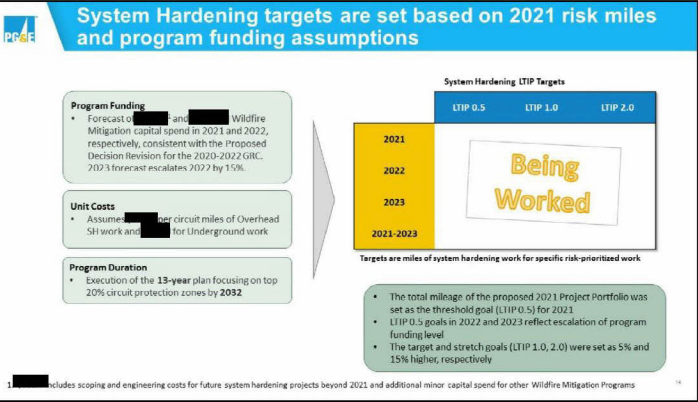 PG&E
System Hardening targets are set based on 2021 risk miles
and program funding assumptions
Program Funding
• Forecast of and Wildfire
Mitigation capital spend in 2021 and 2022,
respectively, consistent with the Proposed
Decision Revision for the 2020-2022 GRC.
2023 forecast escalates 2022 by 15%.
Unit Costs
• Assumes per circuit miles of Overhead
SH work and for Underground work
Program Duration
• Execution of the 13-year plan focusing on top
20% circuit protection zones by 2032
System Hardening LTIP Targets
LTIP 0.5 LTIP 1.0 LTIP 2.0
2021
2022
2023
2021-2023
Being
Worked
Targets are miles of system hardening work for specific risk-prioritized work
• The total mileage of the proposed 2021 Project Portfolio was
set as the threshold goal (LTIP 0.5) for 2021
• LTIP 0.5 goals in 2022 and 2023 reflect escalation of program
funding level
• The target and stretch goals (LTIP 1.0, 2.0) were set as 5% and
15% higher, respectively
1. includes scoping and engineering costs for future system hardening projects beyond 2021 and additional minor capital spend for other Wildfire Mitigation Programs